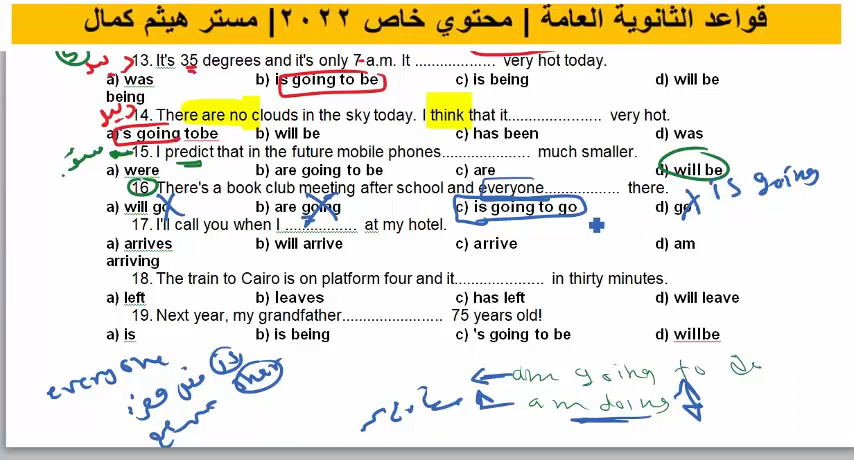 قواعد الثانوية العامة | محتوي خاص ٢٠٢٢ | مستر هيثم كمال
13. It's 35 degrees and it's only 7 a.m. It .................. very hot today.
a) was being b) is going to be c) is being d) will be
دليل
14. There are no clouds in the sky today. I think that it...................... very hot.
a) 's going tobe b) will be c) has been d) was
15. I predict that in the future mobile phones..................... much smaller.
a) were b) are going to be c) are d) will be
16. There's a book club meeting after school and everyone.................. there.
a) will go b) are going c) is going to go d) go
is going
17. I'll call you when I ................. at my hotel.
a) arrives b) will arrive c) arrive d) am arriving
18. The train to Cairo is on platform four and it..................... in thirty minutes.
a) left b) leaves c) has left d) will leave
19. Next year, my grandfather........................ 75 years old!
a) is b) is being c) 's going to be d) willbe
everyone
is
am going to
am doing